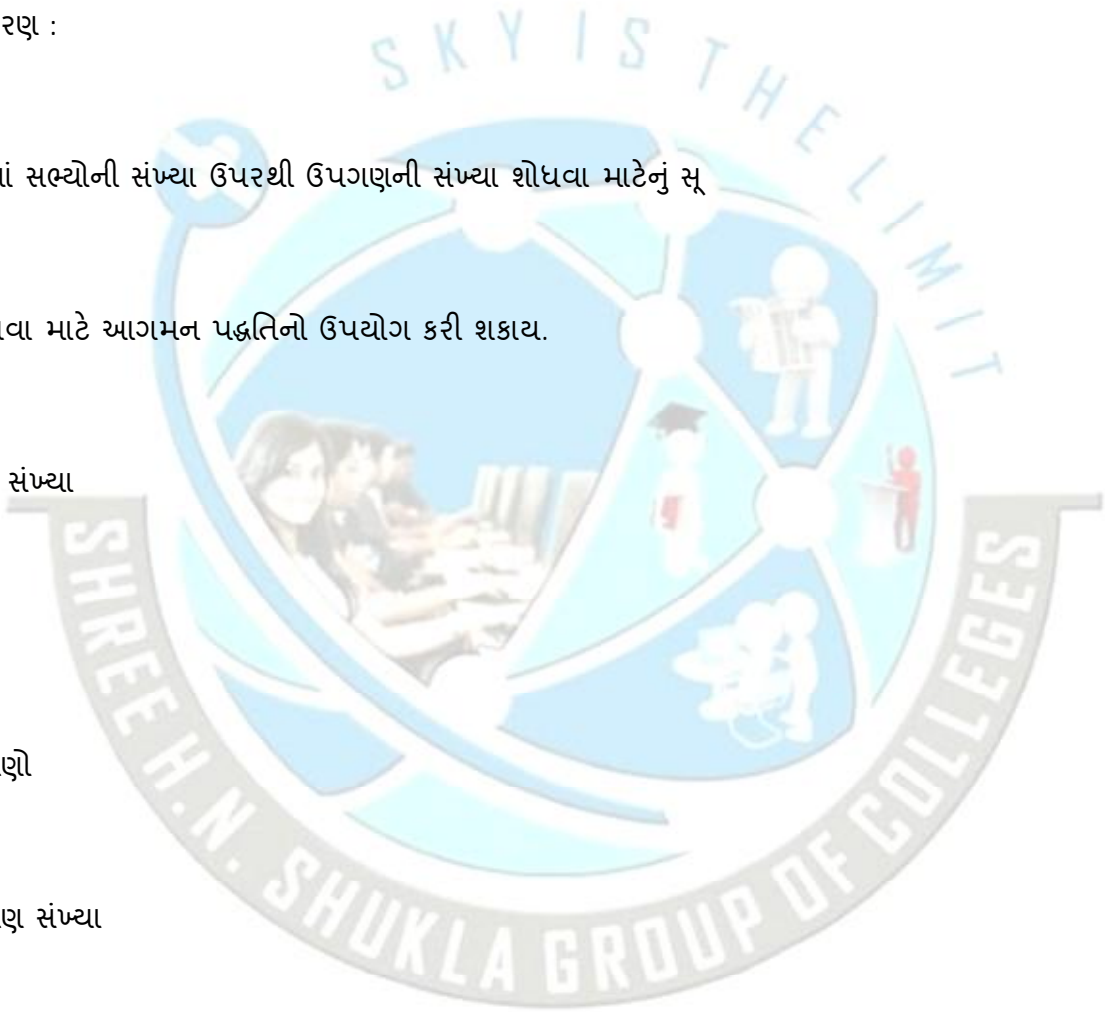 SKY IS THE LIMIT
રણ :
ાં સભ્યોની સંખ્યા ઉપરથી ઉપગણની સંખ્યા શોધવા માટેનું સૂ
વા માટે આગમન પદ્ધતિનો ઉપયોગ કરી શકાય.
સંખ્યા
ણો
ણ સંખ્યા
SHREE H.N. SHUKLA GROUP OF COLLEGES